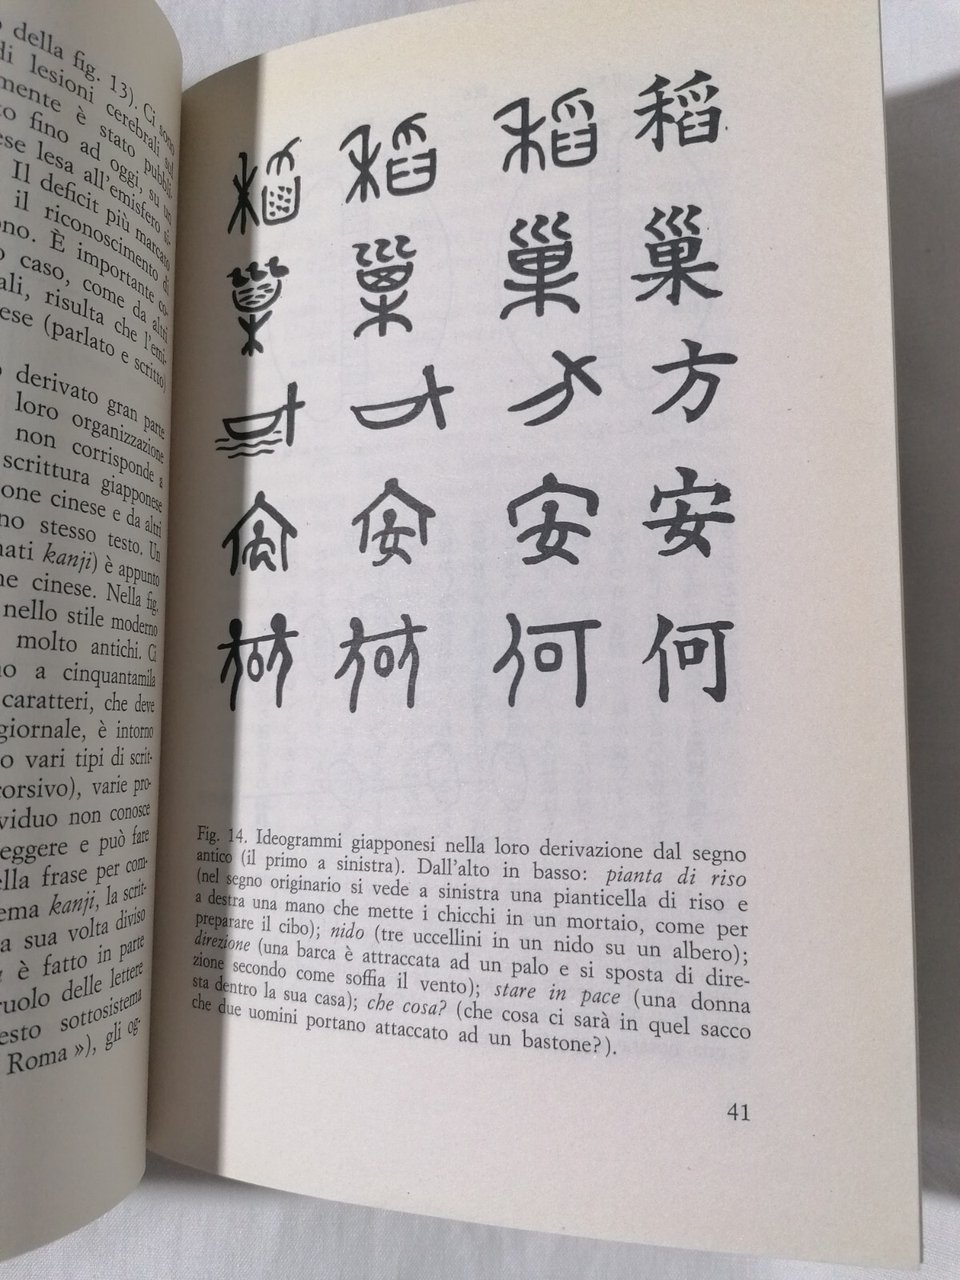 della fig. 13). Ci sono
di lesioni cerebrali sul
mente è stato pubbli-
to fino ad oggi, su un
ese lesa all'emisfero si-
Il deficit più marcato
il riconoscimento di
no. È importante co-
o caso, come da altri
ali, risulta che l'emi-
ese (parlato e scritto)
derivato gran parte
loro organizzazione
non corrisponde a
scrittura giapponese
one cinese e da altri
no stesso testo. Un
nati kanji) è appunto
ne cinese. Nella fig.
nello stile moderno
molto antichi. Ci
no a cinquantamila
caratteri, che deve
giornale, è intorno
o vari tipi di scrit-
corsivo), varie pro-
viduo non conosce
eggere e può fare
ella frase per com-
ema kanji, la scrit-
a sua volta diviso
è fatto in parte
ruolo delle lettere
esto sottosistema
Roma »), gli og-
稻
巢
方
安
何
Fig. 14. Ideogrammi giapponesi nella loro derivazione dal segno
antico (il primo a sinistra). Dall'alto in basso: pianta di riso
(nel segno originario si vede a sinistra una pianticella di riso e
a destra una mano che mette i chicchi in un mortaio, come per
preparare il cibo); nido (tre uccellini in un nido su un albero);
direzione (una barca è attraccata ad un palo e si sposta di dire-
zione secondo come soffia il vento); stare in pace (una donna
sta dentro la sua casa); che cosa? (che cosa ci sarà in quel sacco
che due uomini portano attaccato ad un bastone?).
41